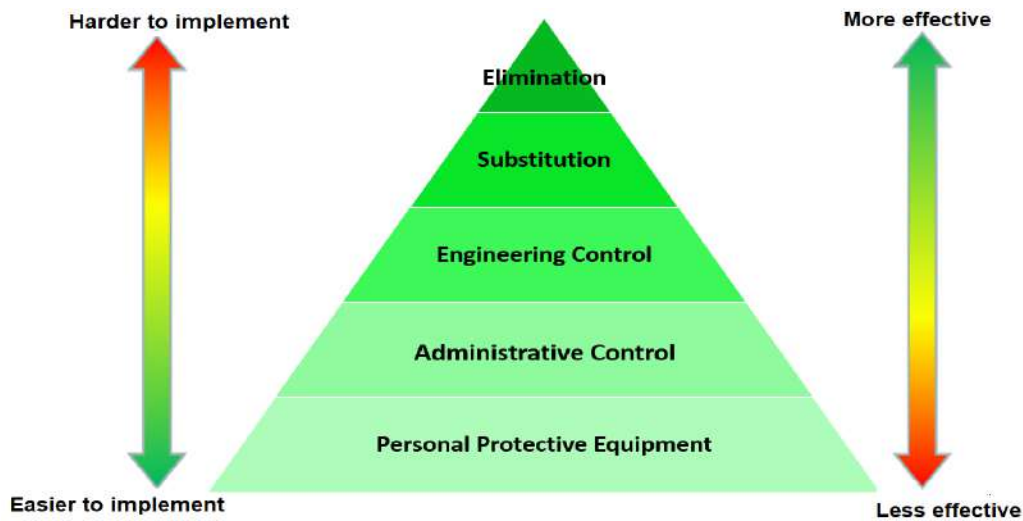 Harder to implement
More effective
Elimination
Substitution
Engineering Control
Administrative Control
Personal Protective Equipment
Easier to implement
Less effective